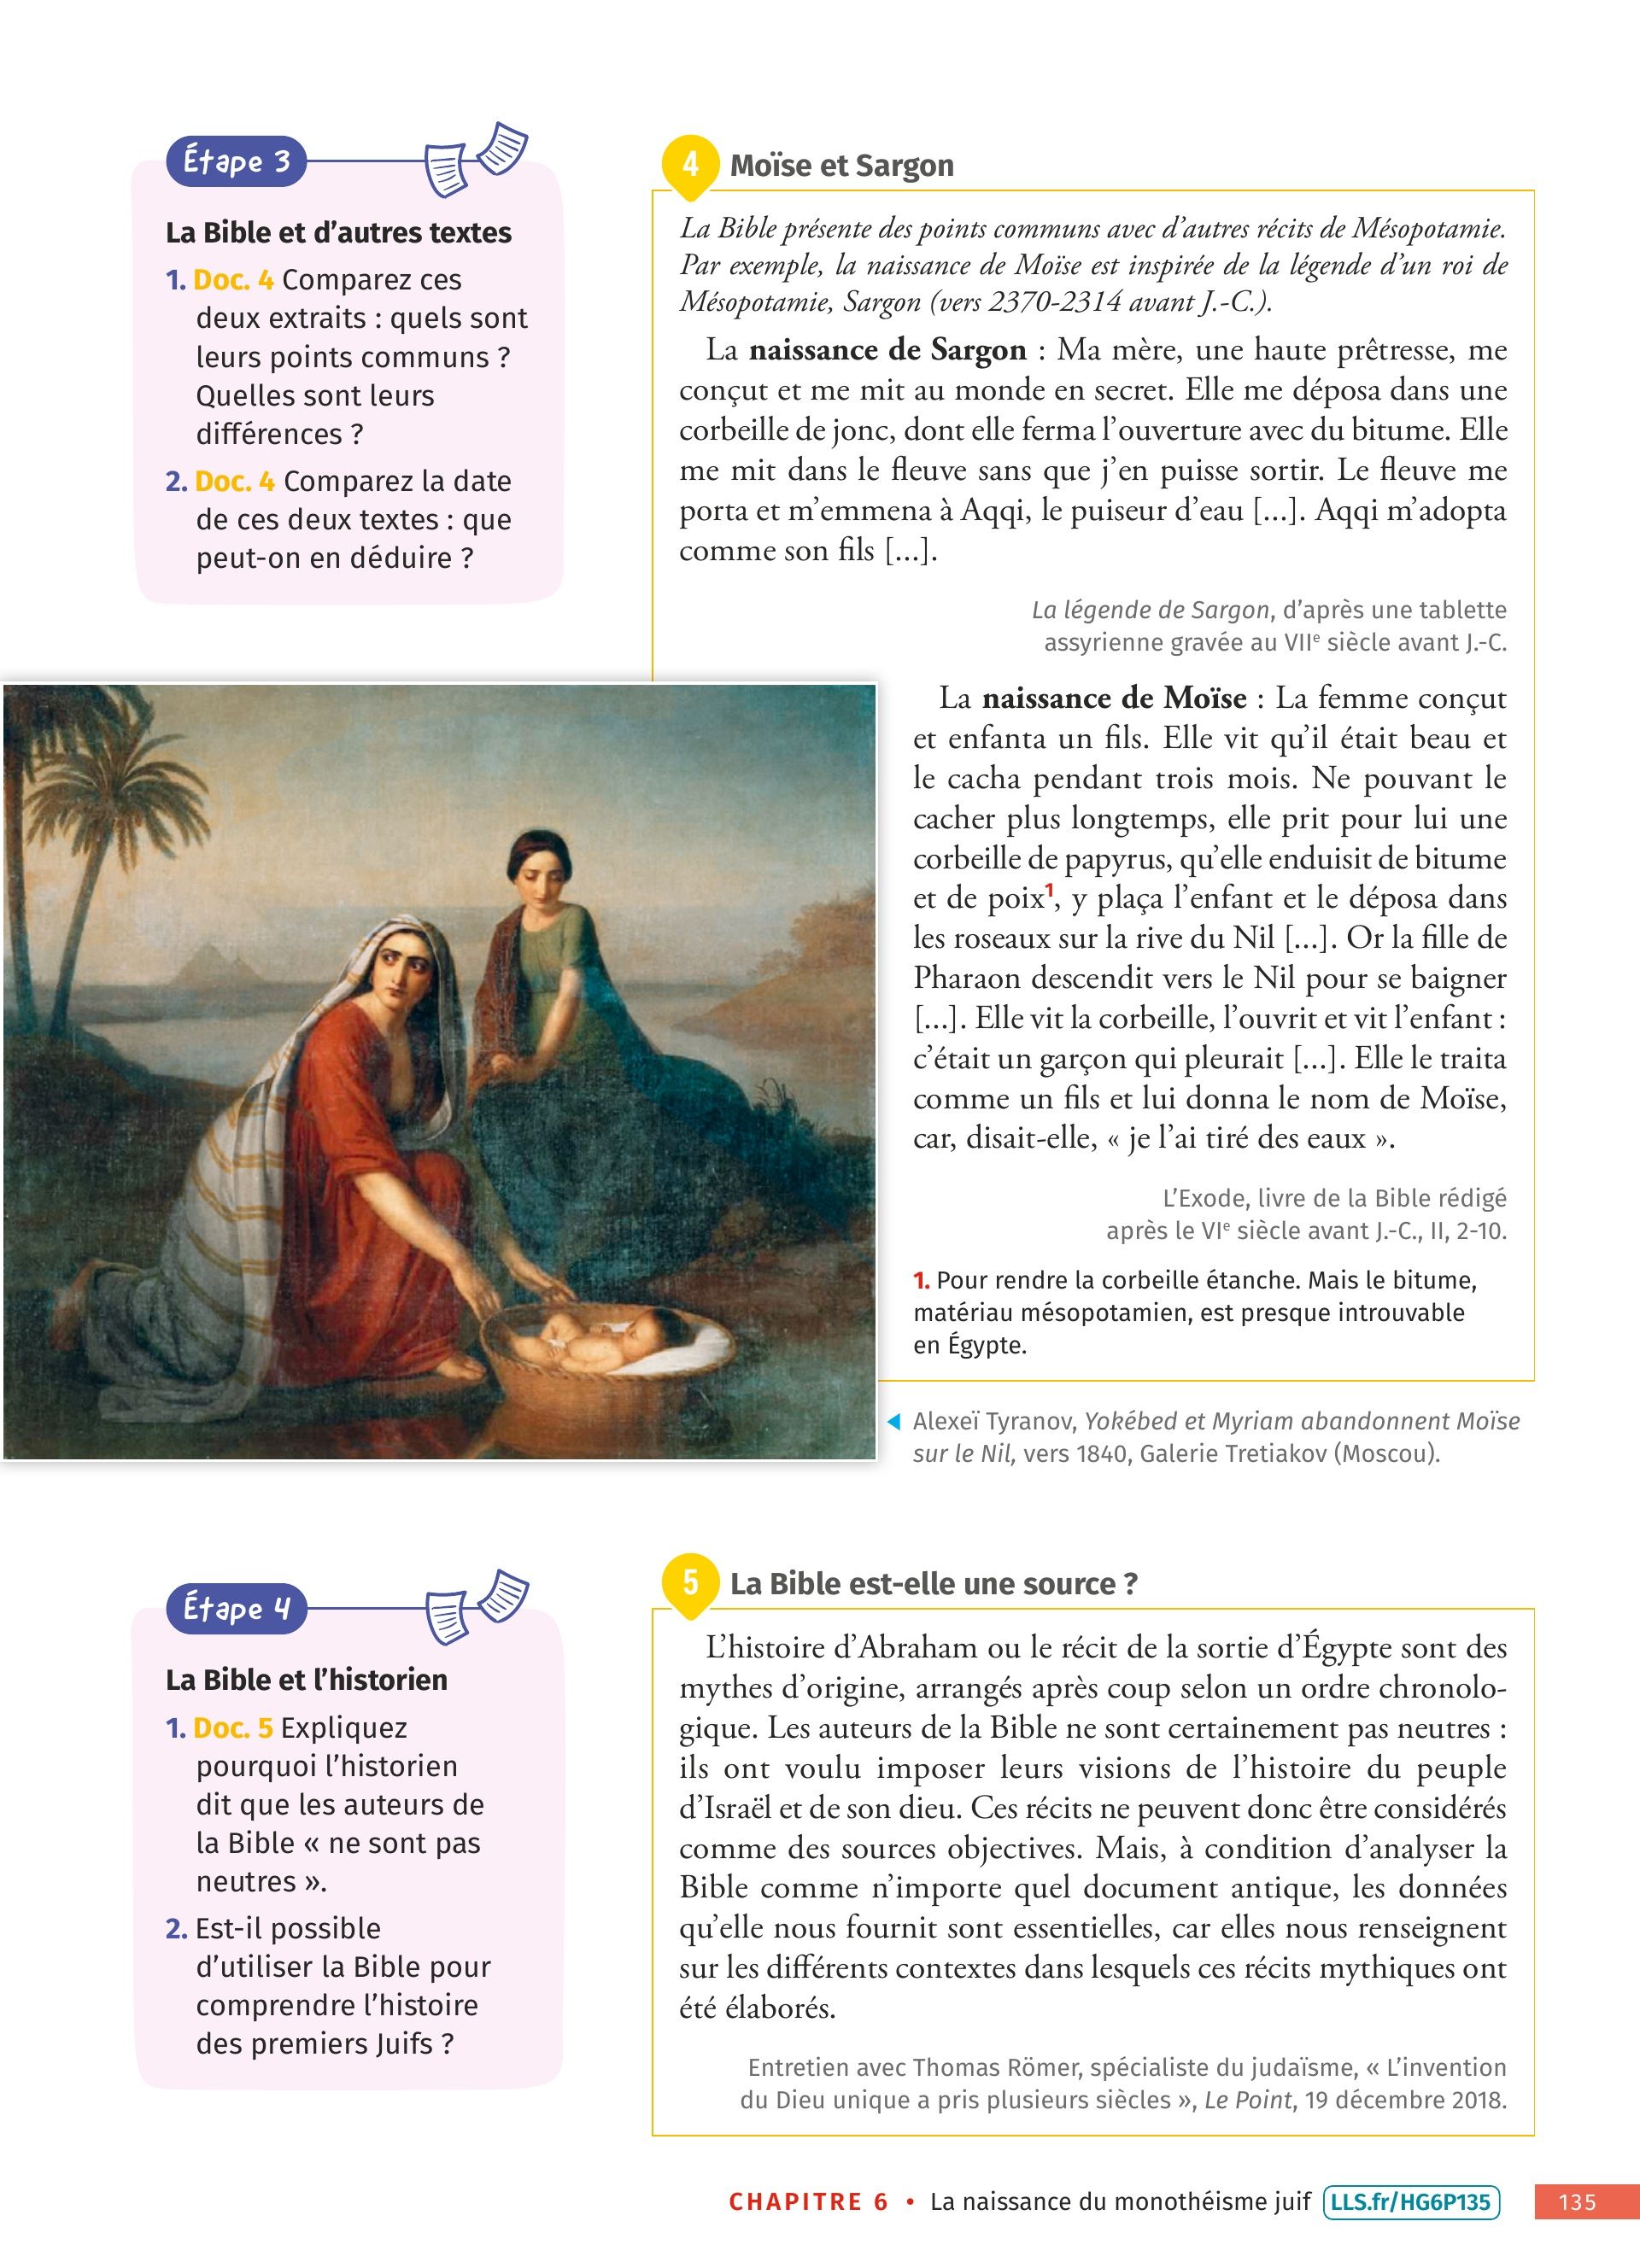 Étape 3
La Bible et d'autres textes
1. Doc. 4 Comparez ces
deux extraits : quels sont
leurs points communs ?
Quelles sont leurs
différences ?
2. Doc. 4 Comparez la date
de ces deux textes : que
peut-on en déduire ?
4 Moïse et Sargon
La Bible présente des points communs avec d'autres récits de Mésopotamie.
Par exemple, la naissance de Moïse est inspirée de la légende d'un roi de
Mésopotamie, Sargon (vers 2370-2314 avant J.-C.).
La naissance de Sargon : Ma mère, une haute prêtresse, me
conçut et me mit au monde en secret. Elle me déposa dans une
corbeille de jonc, dont elle ferma l'ouverture avec du bitume. Elle
me mit dans le fleuve sans que j'en puisse sortir. Le fleuve me
porta et m'emmena à Aqqi, le puiseur d'eau [...]. Aqqi m'adopta
comme son fils [...].
La légende de Sargon, d'après une tablette
assyrienne gravée au VIIe siècle avant J.-C.
La naissance de Moïse : La femme conçut
et enfanta un fils. Elle vit qu'il était beau et
le cacha pendant trois mois. Ne pouvant le
cacher plus longtemps, elle prit pour lui une
corbeille de papyrus, qu'elle enduisit de bitume
et de poix1, y plaça l'enfant et le déposa dans
les roseaux sur la rive du Nil [...]. Or la fille de
Pharaon descendit vers le Nil pour se baigner
[...]. Elle vit la corbeille, l'ouvrit et vit l'enfant :
c'était un garçon qui pleurait [...]. Elle le traita
comme un fils et lui donna le nom de Moïse,
car, disait-elle, « je l'ai tiré des eaux ».
L'Exode, livre de la Bible rédigé
après le VIe siècle avant J.-C., II, 2-10.
1. Pour rendre la corbeille étanche. Mais le bitume,
matériau mésopotamien, est presque introuvable
en Égypte.
Alexeï Tyranov, Yokébed et Myriam abandonnent Moïse
sur le Nil, vers 1840, Galerie Tretiakov (Moscou).
Étape 4
La Bible et l'historien
1. Doc. 5 Expliquez
pourquoi l'historien
dit que les auteurs de
la Bible « ne sont pas
neutres ».
2. Est-il possible
d'utiliser la Bible pour
comprendre l'histoire
des premiers Juifs ?
5 La Bible est-elle une source ?
L'histoire d'Abraham ou le récit de la sortie d'Égypte sont des
mythes d'origine, arrangés après coup selon un ordre chronolo-
gique. Les auteurs de la Bible ne sont certainement pas neutres :
ils ont voulu imposer leurs visions de l'histoire du peuple
d'Israël et de son dieu. Ces récits ne peuvent donc être considérés
comme des sources objectives. Mais, à condition d'analyser la
Bible comme n'importe quel document antique, les données
qu'elle nous fournit sont essentielles, car elles nous renseignent
sur les différents contextes dans lesquels ces récits mythiques ont
été élaborés.
Entretien avec Thomas Römer, spécialiste du judaïsme, « L'invention
du Dieu unique a pris plusieurs siècles », Le Point, 19 décembre 2018.
CHAPITRE 6 • La naissance du monothéisme juif LLS.fr/HG6P135 135